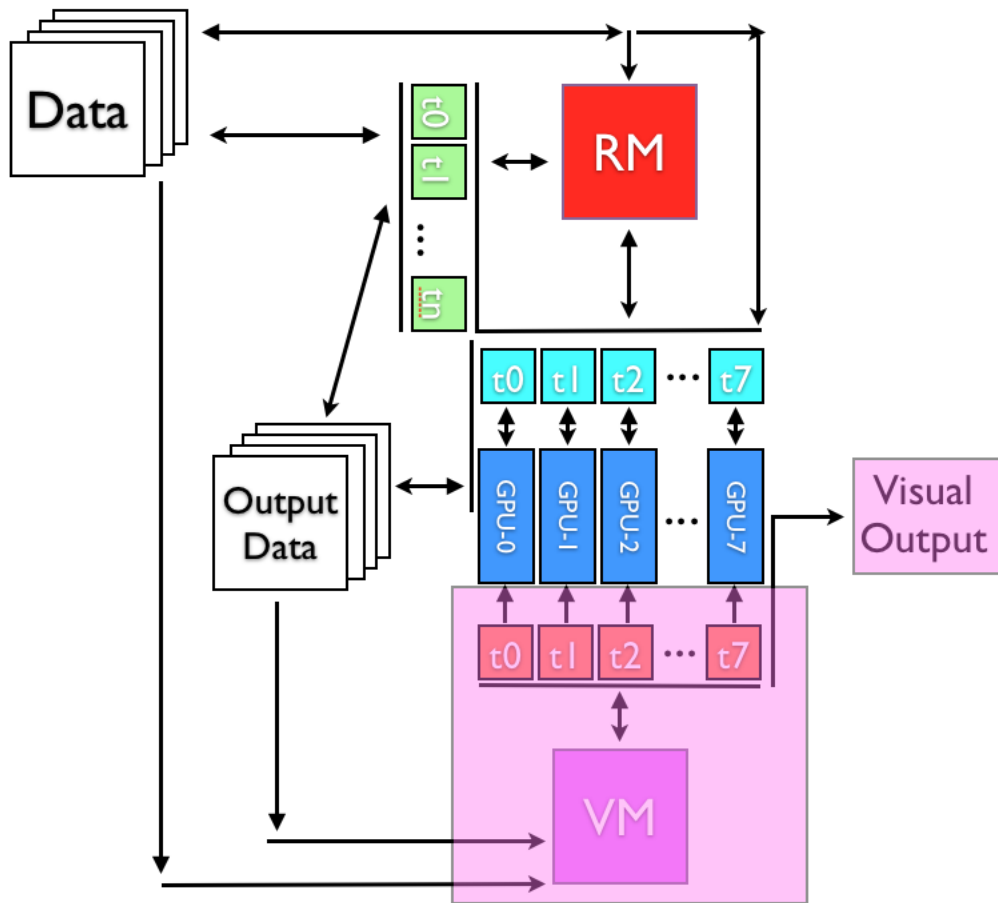 Data
t0
t1
...
tn
RM
t0 t1 t2 ... t7
GPU-0
GPU-1
GPU-2
...
GPU-7
Output
Data
Visual
Output
t0 t1 t2 ... t7
VM